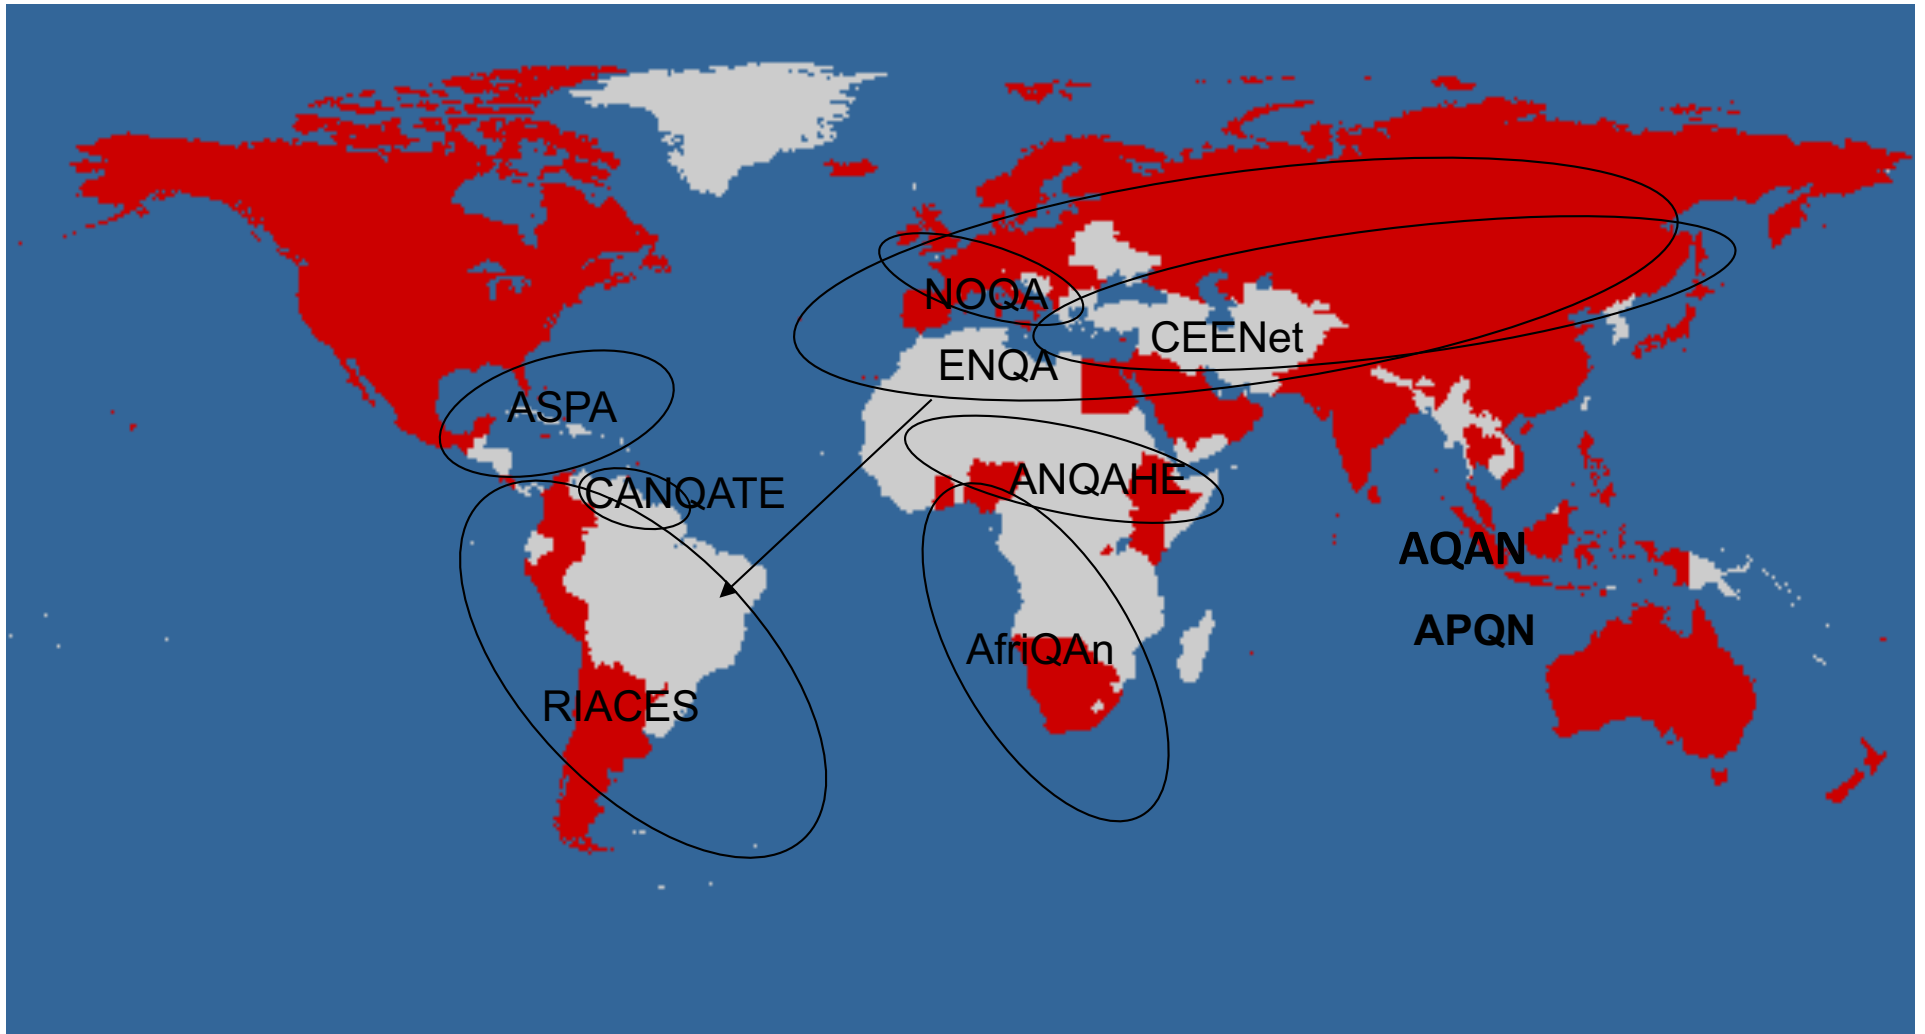 NOQA
CEENet
ENQA
ASPA
ANQAHE
CANQATE
AQAN
APQN
AfriQAn
RIACES